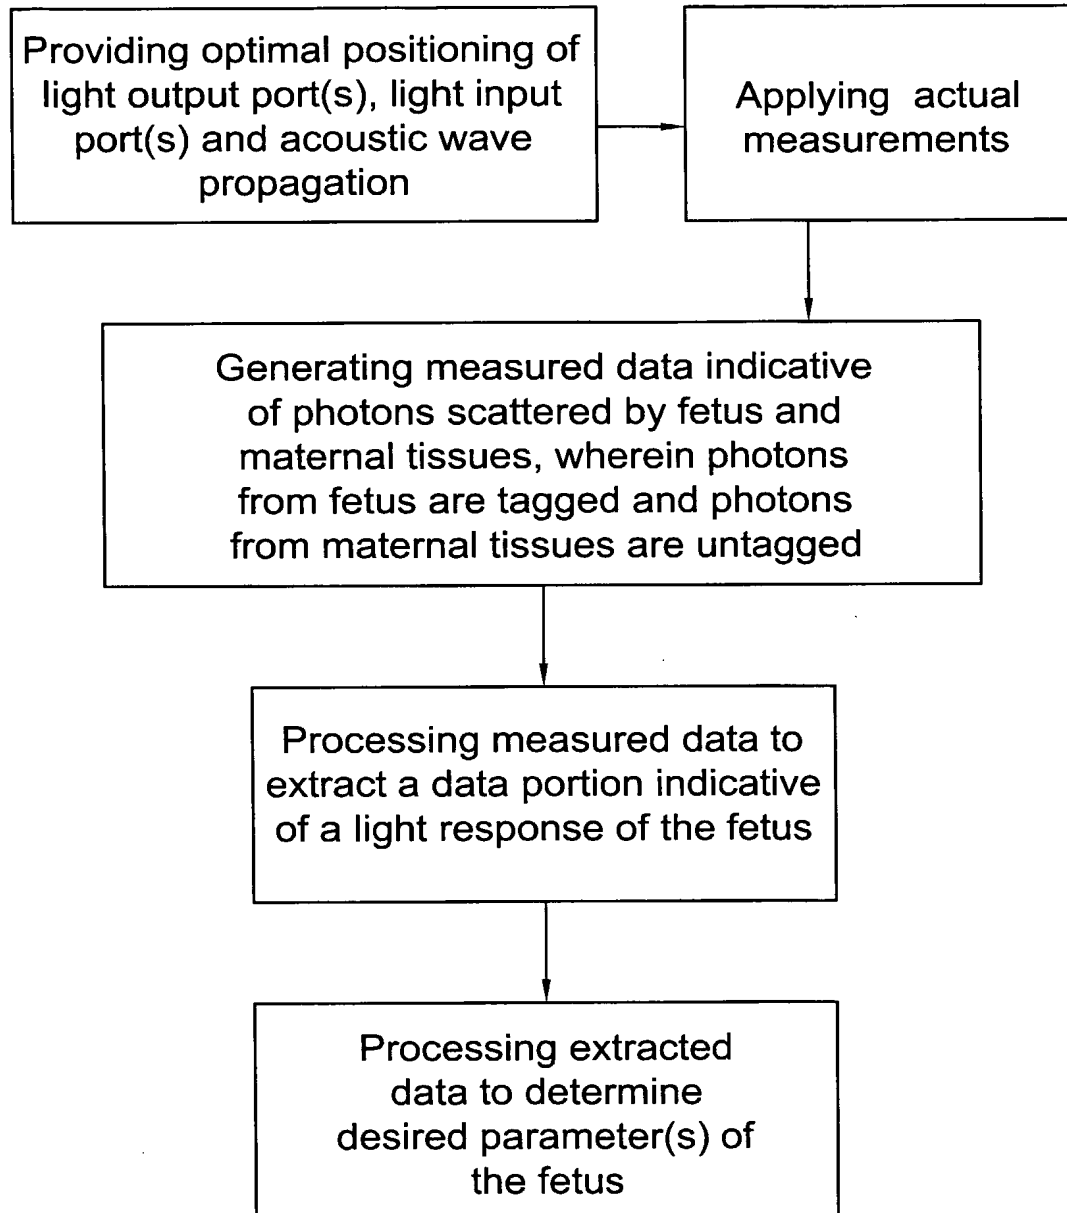 Providing optimal positioning of
light output port(s), light input
port(s) and acoustic wave
propagation
Applying actual
measurements
Generating measured data indicative
of photons scattered by fetus and
maternal tissues, wherein photons
from fetus are tagged and photons
from maternal tissues are untagged
Processing measured data to
extract a data portion indicative
of a light response of the fetus
Processing extracted
data to determine
desired parameter(s) of
the fetus